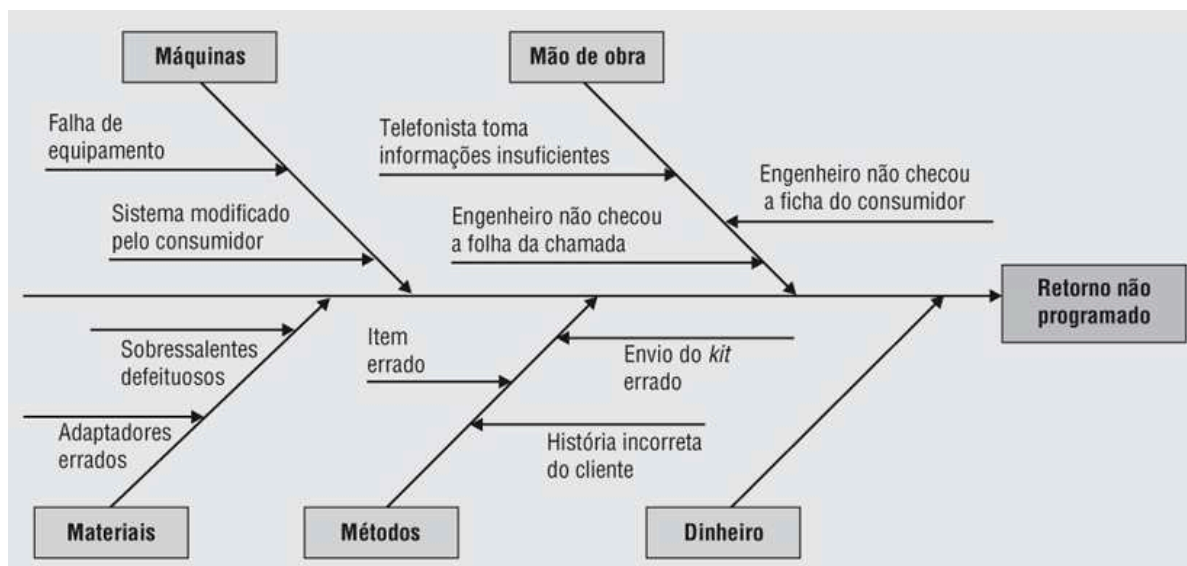 Máquinas
Mão de obra
Falha de
equipamento
Telefonista toma
informações insuficientes
Engenheiro não checou
a ficha do consumidor
Sistema modificado
pelo consumidor
Engenheiro não checou
a folha da chamada
Retorno não
programado
Sobressalentes
defeituosos
Item
errado
Envio do kit
errado
Adaptadores
errados
História incorreta
do cliente
Materiais
Métodos
Dinheiro